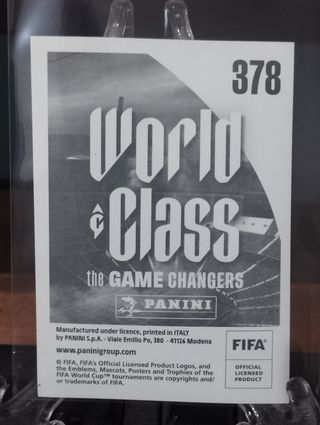 378
World
Class
the GAME CHANGERS
PANINI
Manufactured under licence, printed in ITALY
by PANINI S.p.A. - Viale Emilio Po, 380 - 41126 Modena
www.paninigroup.com
© FIFA, FIFA's Official Licensed Product Logos, and
the Emblems, Mascots, Posters and Trophies of the
FIFA World Cup™ tournaments are copyrights and/
or trademarks of FIFA.
FIFA®
OFFICIAL
LICENSED
PRODUCT